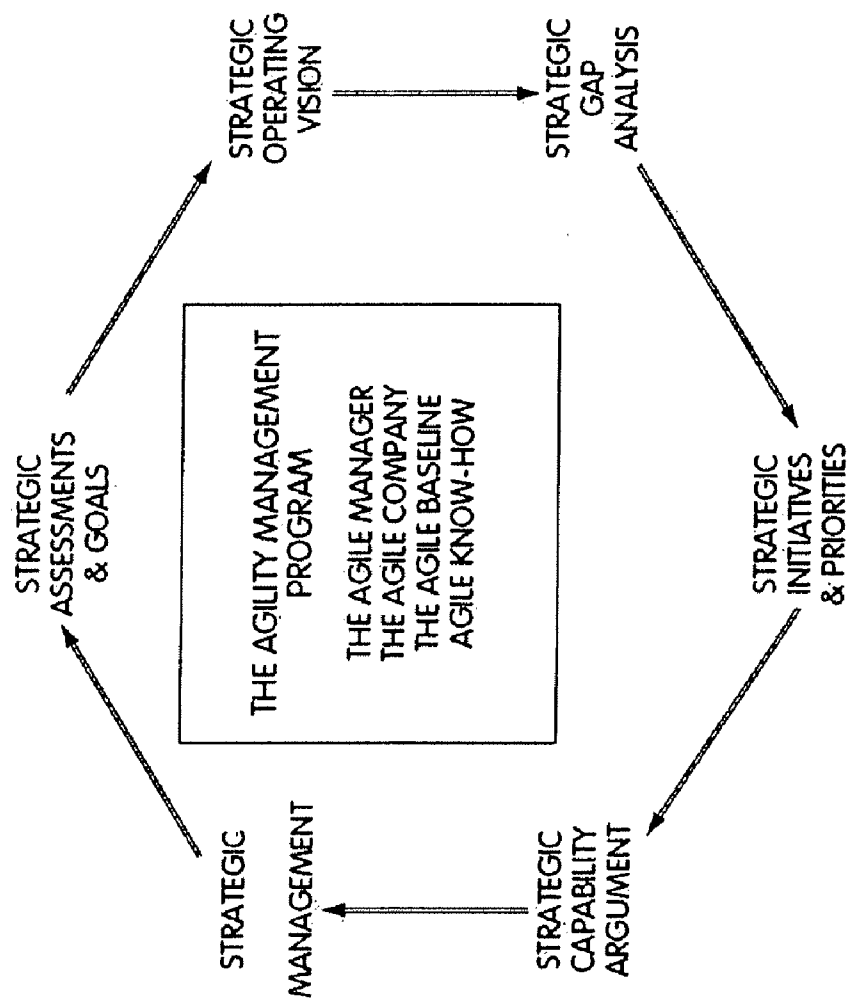 STRATEGIC
ASSESSMENTS
& GOALS
STRATEGIC
OPERATING
VISION
STRATEGIC
GAP
ANALYSIS
STRATEGIC
INITIATIVES
& PRIORITIES
STRATEGIC
CAPABILITY
ARGUMENT
STRATEGIC
MANAGEMENT
THE AGILITY MANAGEMENT
PROGRAM
THE AGILE MANAGER
THE AGILE COMPANY
THE AGILE BASELINE
AGILE KNOW-HOW